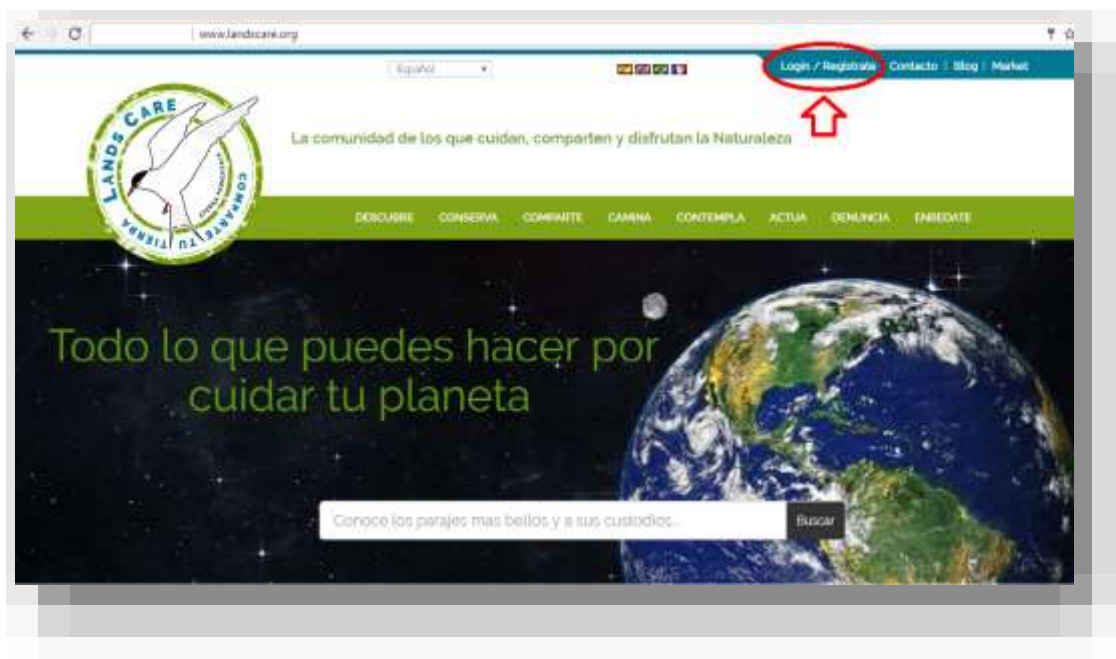 www.landscare.org
Español
Login / Registrate | Contacto | Blog | Market
LANDS CARE
COMPARTE TU TIERRA
La comunidad de los que cuidan, comparten y disfrutan la Naturaleza
DESCUBRE CONSERVA COMPARTE CAMINA CONTEMPLA ACTUA DENUNCIA ENREDATE
Todo lo que puedes hacer por
cuidar tu planeta
Conoce los parajes mas bellos y a sus custodios...
Buscar